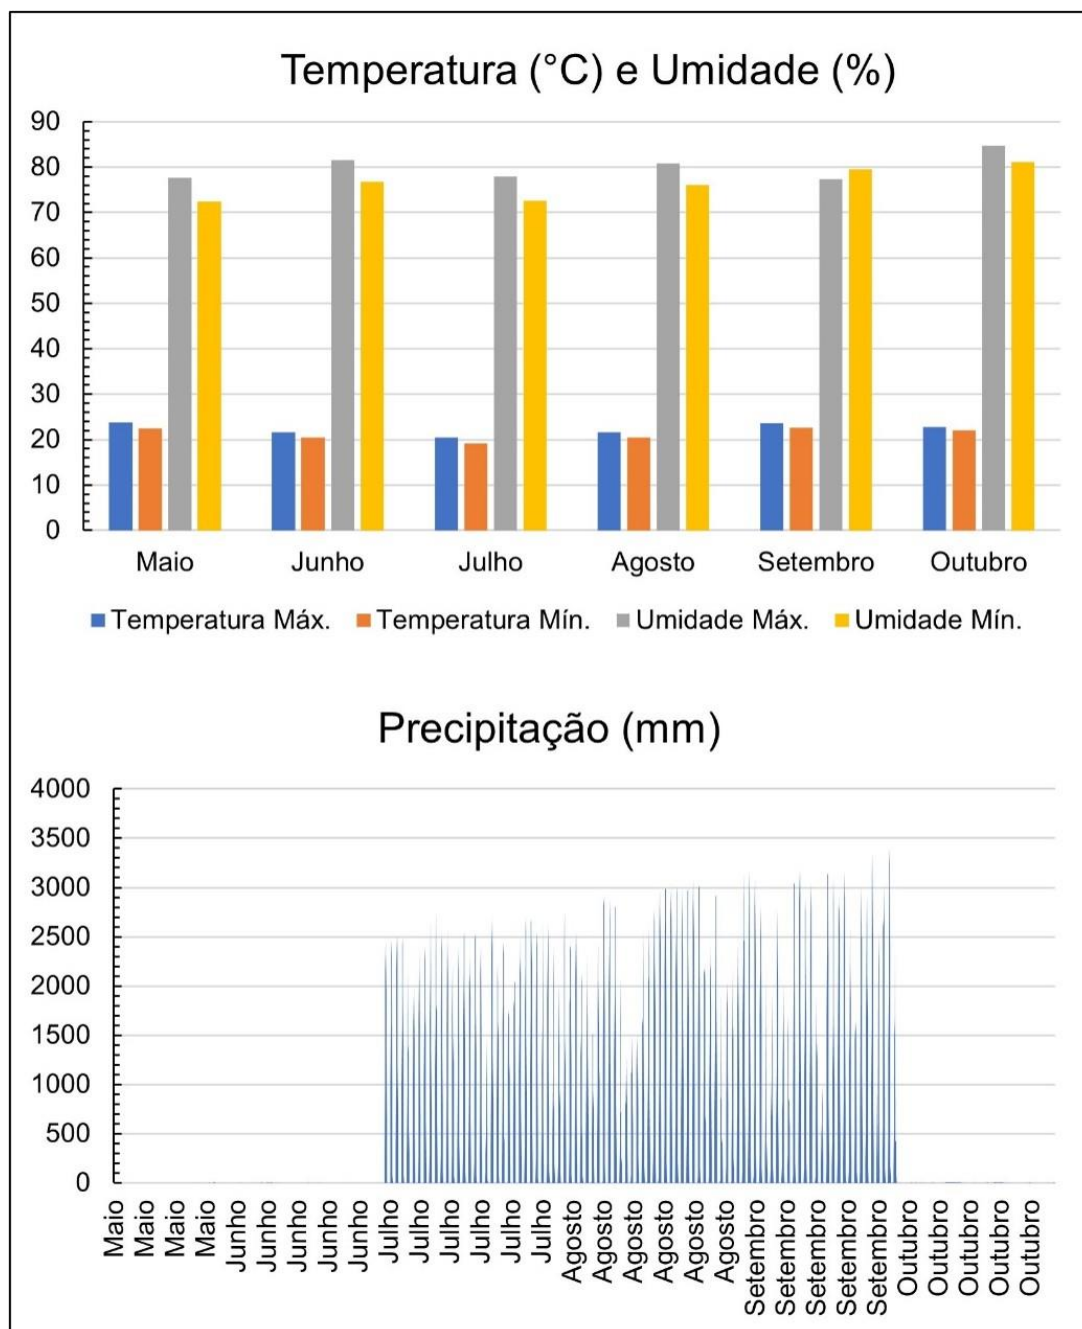 Temperatura (°C) e Umidade (%)
90
80
70
60
50
40
30
20
10
0
Maio Junho Julho Agosto Setembro Outubro
Temperatura Máx. Temperatura Mín. Umidade Máx. Umidade Mín.
Precipitação (mm)
4000
3500
3000
2500
2000
1500
1000
500
0
Maio
Maio
Maio
Maio
Junho
Junho
Junho
Junho
Junho
Julho
Julho
Julho
Julho
Julho
Julho
Agosto
Agosto
Agosto
Agosto
Agosto
Agosto
Setembro
Setembro
Setembro
Setembro
Setembro
Outubro
Outubro
Outubro
Outubro
Outubro